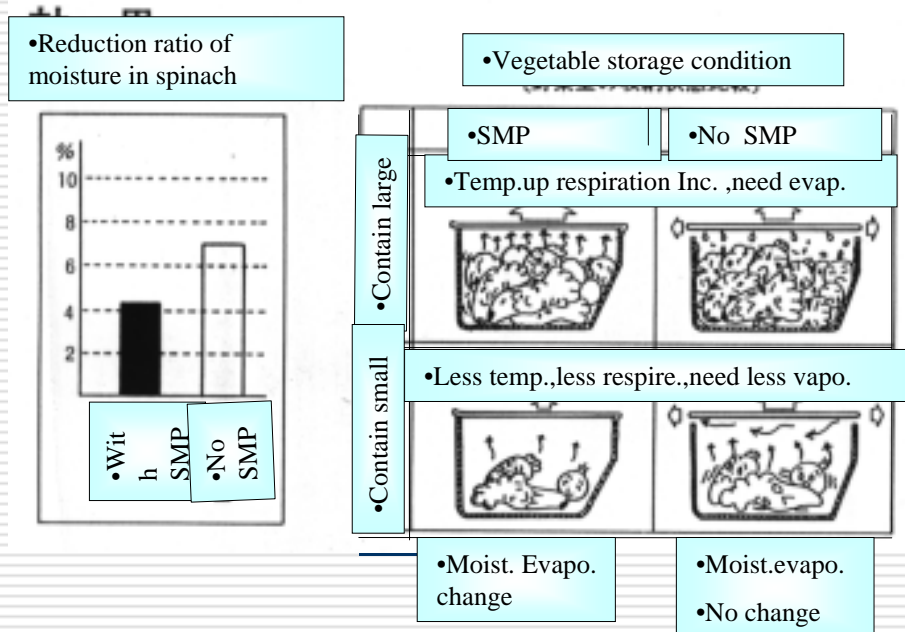 •Reduction ratio of
moisture in spinach
•Vegetable storage condition
•SMP
•No SMP
%
10
8
6
4
2
•Wit
h
SMP
•No
SMP
•Contain large
•Temp.up respiration Inc. ,need evap.
•Contain small
•Less temp.,less respire.,need less vapo.
•Moist. Evapo.
change
•Moist.evapo.
•No change